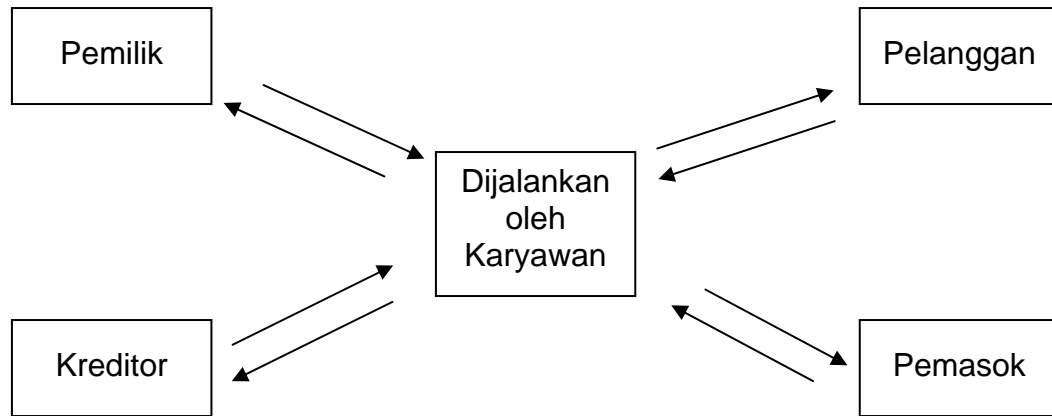 Pemilik
Pelanggan
Dijalankan
oleh
Karyawan
Kreditor
Pemasok